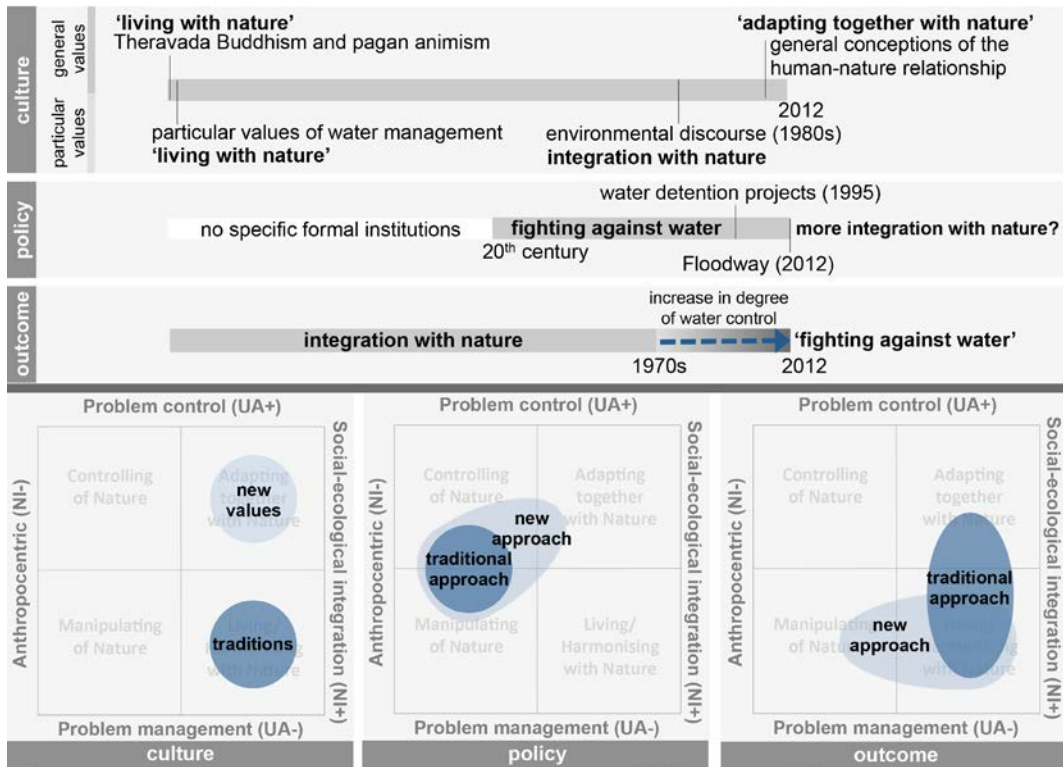 culture
general
values
particular
values
'living with nature'
Theravada Buddhism and pagan animism
'adapting together with nature'
general conceptions of the
human-nature relationship
2012
particular values of water management
'living with nature'
environmental discourse (1980s)
integration with nature
policy
water detention projects (1995)
no specific formal institutions
fighting against water
more integration with nature?
20th century
Floodway (2012)
outcome
increase in degree
of water control
integration with nature
'fighting against water'
1970s
2012
Problem control (UA+)
Anthropocentric (NI-)
Social-ecological integration (NI+)
Controlling
of Nature
Adapting
together
with Nature
new
values
Manipulating
of Nature
Living/
with Nature
traditions
Problem management (UA-)
culture
Problem control (UA+)
Anthropocentric (NI-)
Social-ecological integration (NI+)
Controlling
of Nature
Adapting
together
with Nature
new
approach
traditional
approach
Manipulating
of Nature
Living/
Harmonising
with Nature
Problem management (UA-)
policy
Problem control (UA+)
Anthropocentric (NI-)
Social-ecological integration (NI+)
Controlling
of Nature
Adapting
together
with Nature
traditional
approach
new
approach
Manipulating
of Nature
with Nature
Problem management (UA-)
outcome